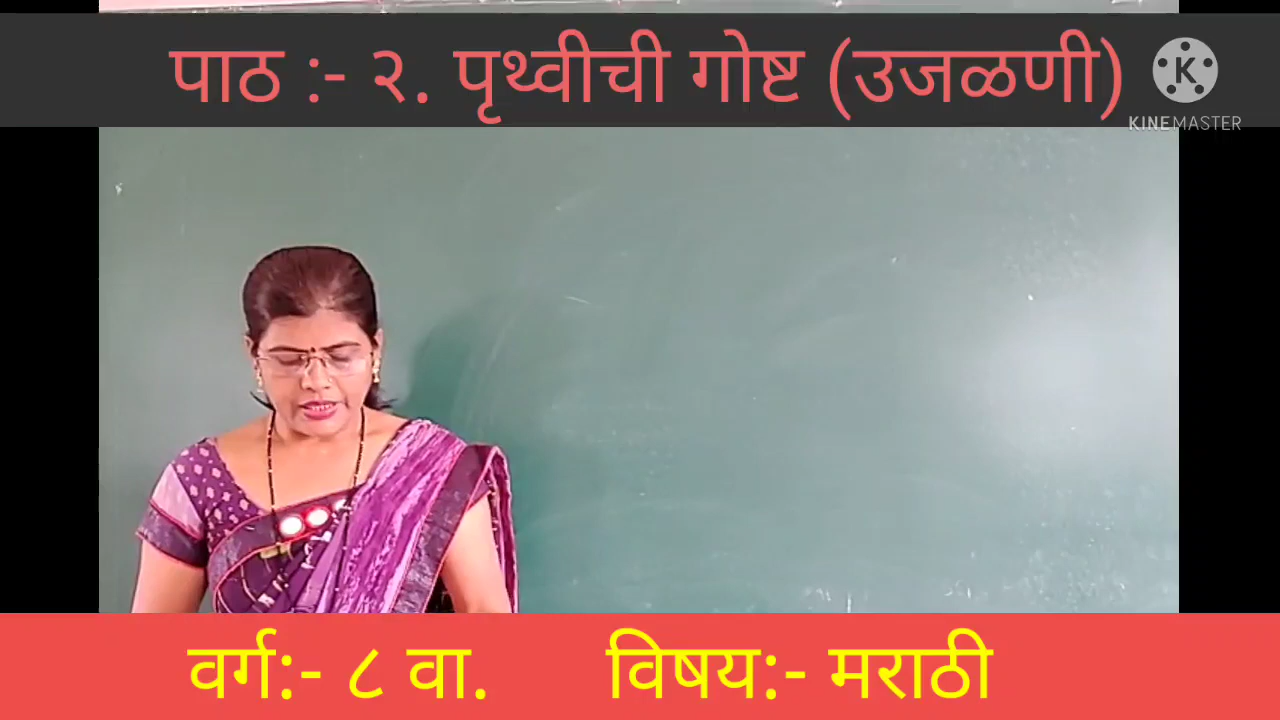 पाठ :- २. पृथ्वीची गोष्ट (उजळणी)
K
KINEMASTER
वर्ग:- ८ वा. विषय:- मराठी